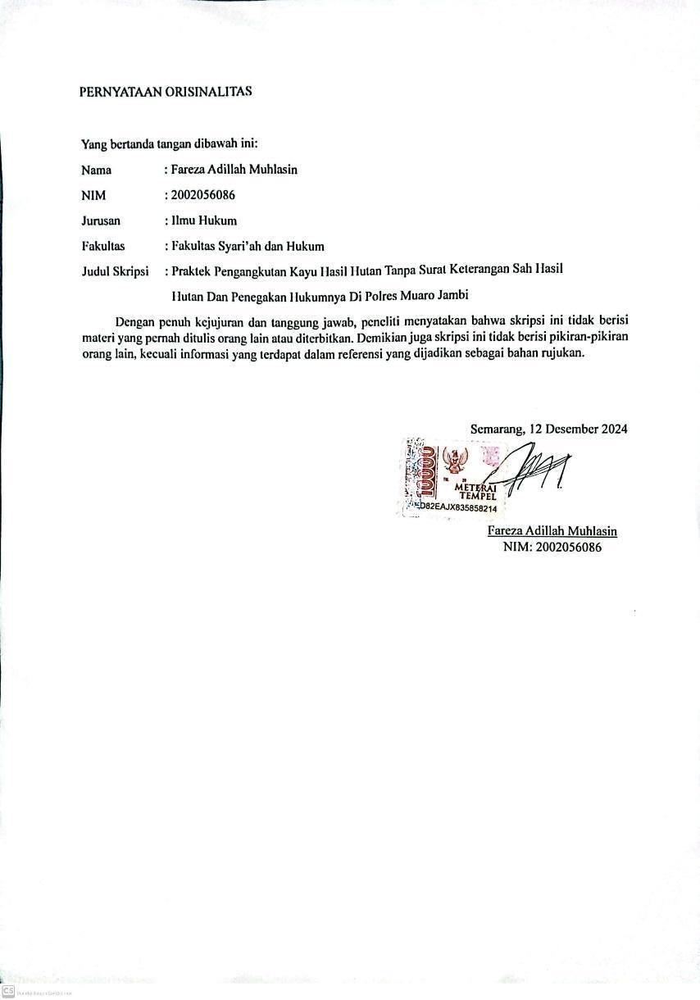 PERNYATAAN ORISINALITAS
Yang bertanda tangan dibawah ini:
Nama : Fareza Adillah Muhlasin
NIM : 2002056086
Jurusan : Ilmu Hukum
Fakultas : Fakultas Syari'ah dan Hukum
Judul Skripsi : Praktek Pengangkutan Kayu Hasil Hutan Tanpa Surat Keterangan Sah Hasil
Hutan Dan Penegakan Hukumnya Di Polres Muaro Jambi
Dengan penuh kejujuran dan tanggung jawab, peneliti menyatakan bahwa skripsi ini tidak berisi
materi yang pernah ditulis orang lain atau diterbitkan. Demikian juga skripsi ini tidak berisi pikiran-pikiran
orang lain, kecuali informasi yang terdapat dalam referensi yang dijadikan sebagai bahan rujukan.
Semarang, 12 Desember 2024
10000
METERAI
TEMPEL
D82EAJX835858214
Fareza Adillah Muhlasin
NIM: 2002056086
CS